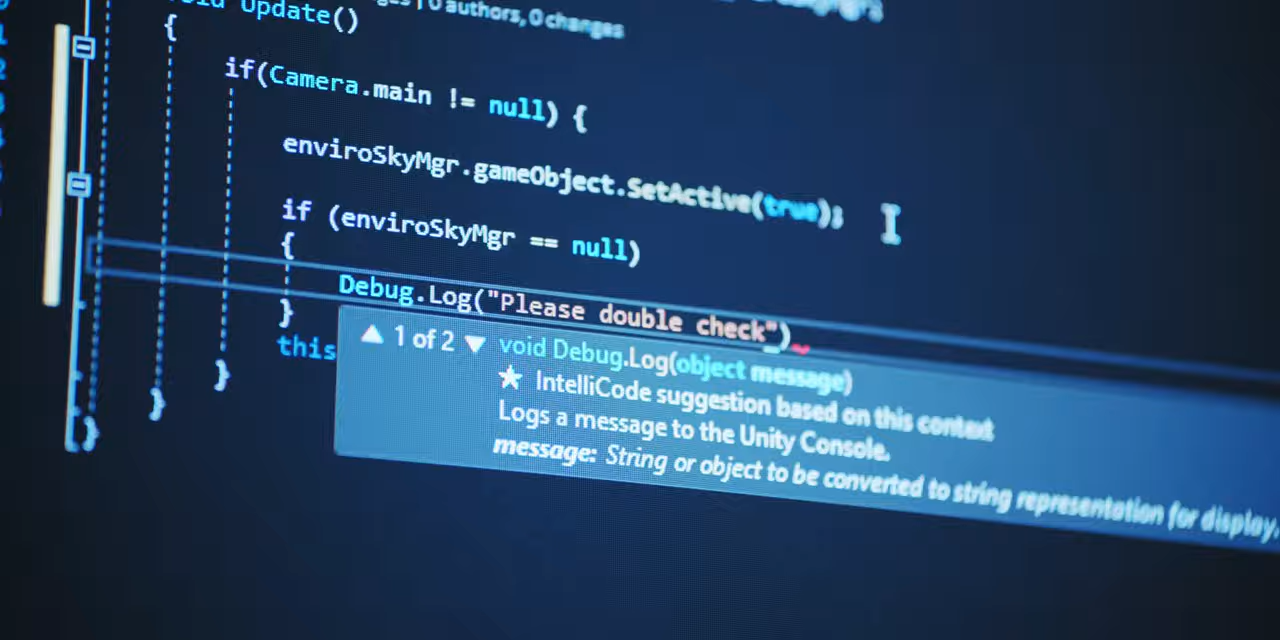 Update()
| 0 authors, 0 changes
{
if(Camera.main != null) {
enviroSkyMgr.gameObject.SetActive(true);
if (enviroSkyMgr == null)
{
Debug.Log("Please double check")
}
this
}
}
}
▲ 1 of 2 ▼ void Debug.Log(object message)
★ IntelliCode suggestion based on this context
Logs a message to the Unity Console.
message: String or object to be converted to string representation for display.